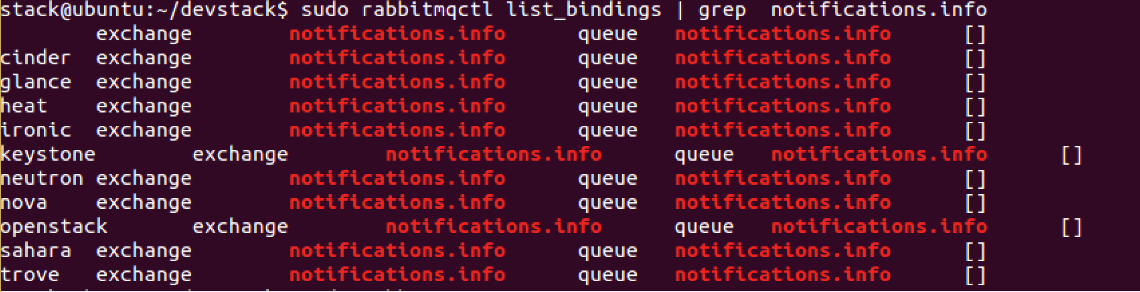 stack@ubuntu:~/devstack$ sudo rabbitmqctl list_bindings | grep  notifications.info
exchange notifications.info queue notifications.info []
cinder exchange notifications.info queue notifications.info []
glance exchange notifications.info queue notifications.info []
heat exchange notifications.info queue notifications.info []
ironic exchange notifications.info queue notifications.info []
keystone exchange notifications.info queue notifications.info []
neutron exchange notifications.info queue notifications.info []
nova exchange notifications.info queue notifications.info []
openstack exchange notifications.info queue notifications.info []
sahara exchange notifications.info queue notifications.info []
trove exchange notifications.info queue notifications.info []